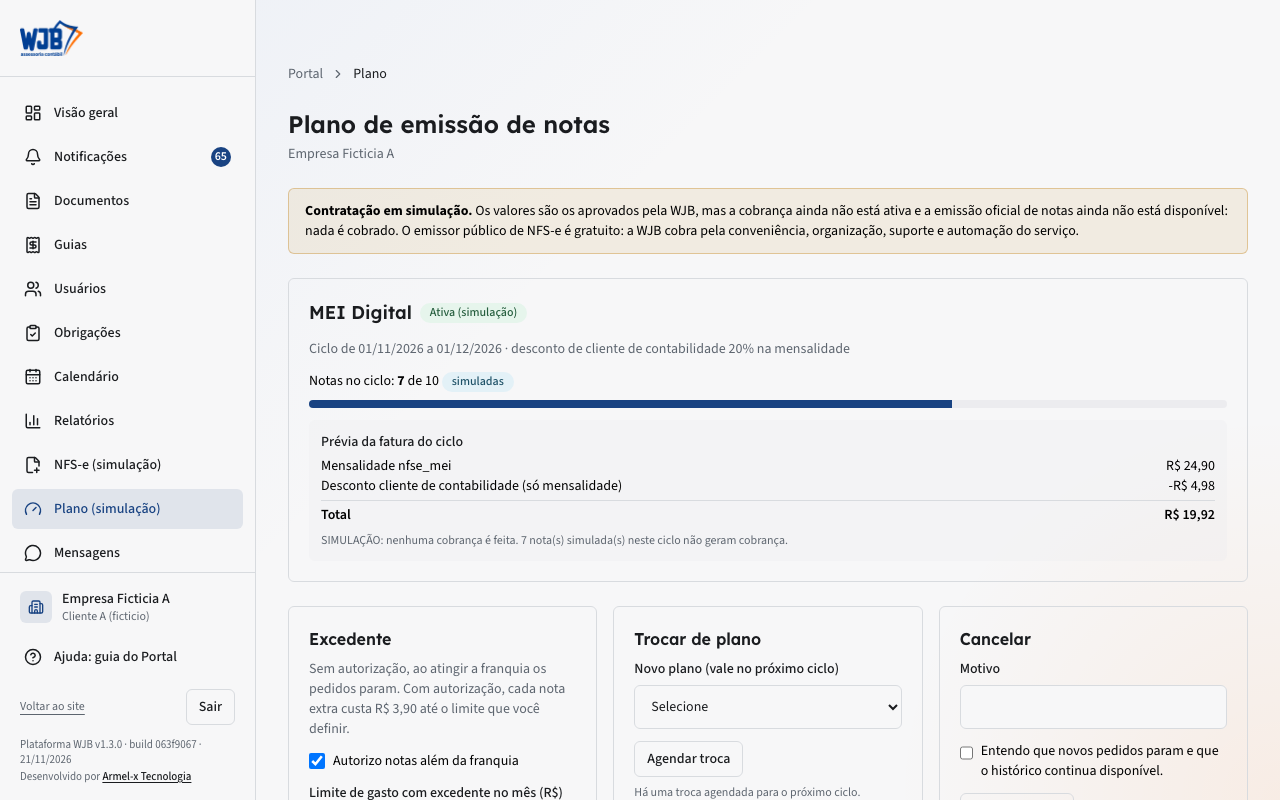 WJB
assessoria contábil
Visão geral
Notificações 65
Documentos
Guias
Usuários
Obrigações
Calendário
Relatórios
NFS-e (simulação)
Plano (simulação)
Mensagens
Empresa Ficticia A
Cliente A (ficticio)
Ajuda: guia do Portal
Voltar ao site
Sair
Plataforma WJB v1.3.0 · build 063f9067 ·
21/11/2026
Desenvolvido por Armel-x Tecnologia
Portal > Plano
Plano de emissão de notas
Empresa Ficticia A
Contratação em simulação. Os valores são os aprovados pela WJB, mas a cobrança ainda não está ativa e a emissão oficial de notas ainda não está disponível:
nada é cobrado. O emissor público de NFS-e é gratuito: a WJB cobra pela conveniência, organização, suporte e automação do serviço.
MEI Digital Ativa (simulação)
Ciclo de 01/11/2026 a 01/12/2026 · desconto de cliente de contabilidade 20% na mensalidade
Notas no ciclo: 7 de 10 simuladas
Prévia da fatura do ciclo
Mensalidade nfse_mei R$ 24,90
Desconto cliente de contabilidade (só mensalidade) -R$ 4,98
Total R$ 19,92
SIMULAÇÃO: nenhuma cobrança é feita. 7 nota(s) simulada(s) neste ciclo não geram cobrança.
Excedente
Sem autorização, ao atingir a franquia os
pedidos param. Com autorização, cada nota
extra custa R$ 3,90 até o limite que você
definir.
Autorizo notas além da franquia
Limite de gasto com excedente no mês (R$)
Trocar de plano
Novo plano (vale no próximo ciclo)
Selecione
Agendar troca
Há uma troca agendada para o próximo ciclo.
Cancelar
Motivo
Entendo que novos pedidos param e que
o histórico continua disponível.